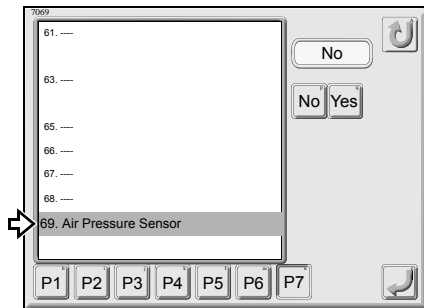 7069
61. ----
No
63. ----
No Yes
65. ----
66. ----
67. ----
68. ----
69. Air Pressure Sensor
P1 P2 P3 P4 P5 P6 P7